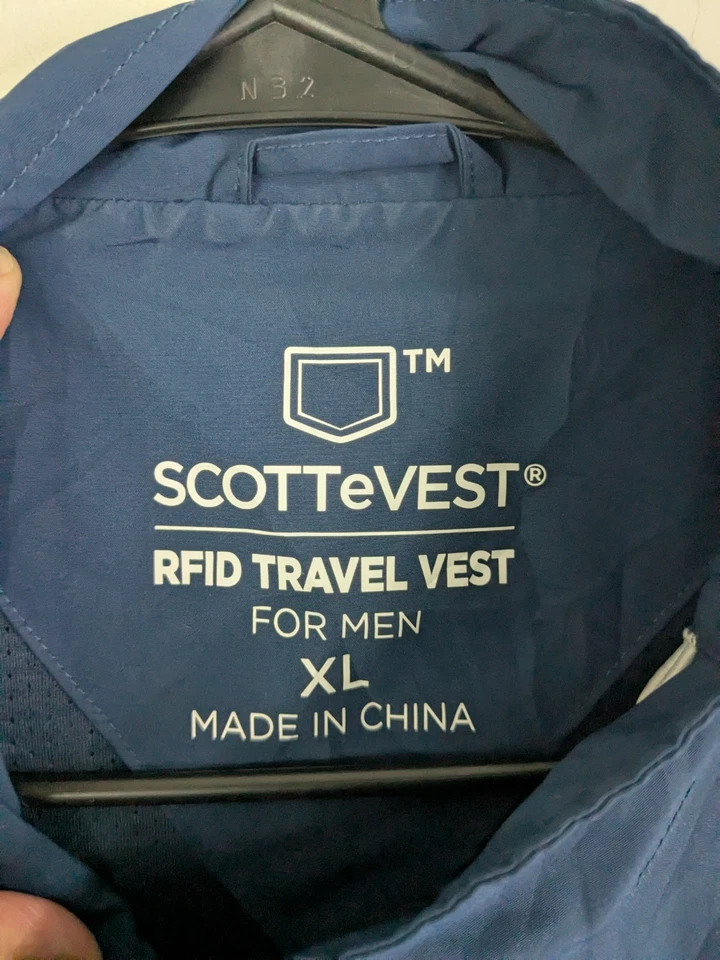 N32
TM
SCOTTeVEST®
RFID TRAVEL VEST
FOR MEN
XL
MADE IN CHINA